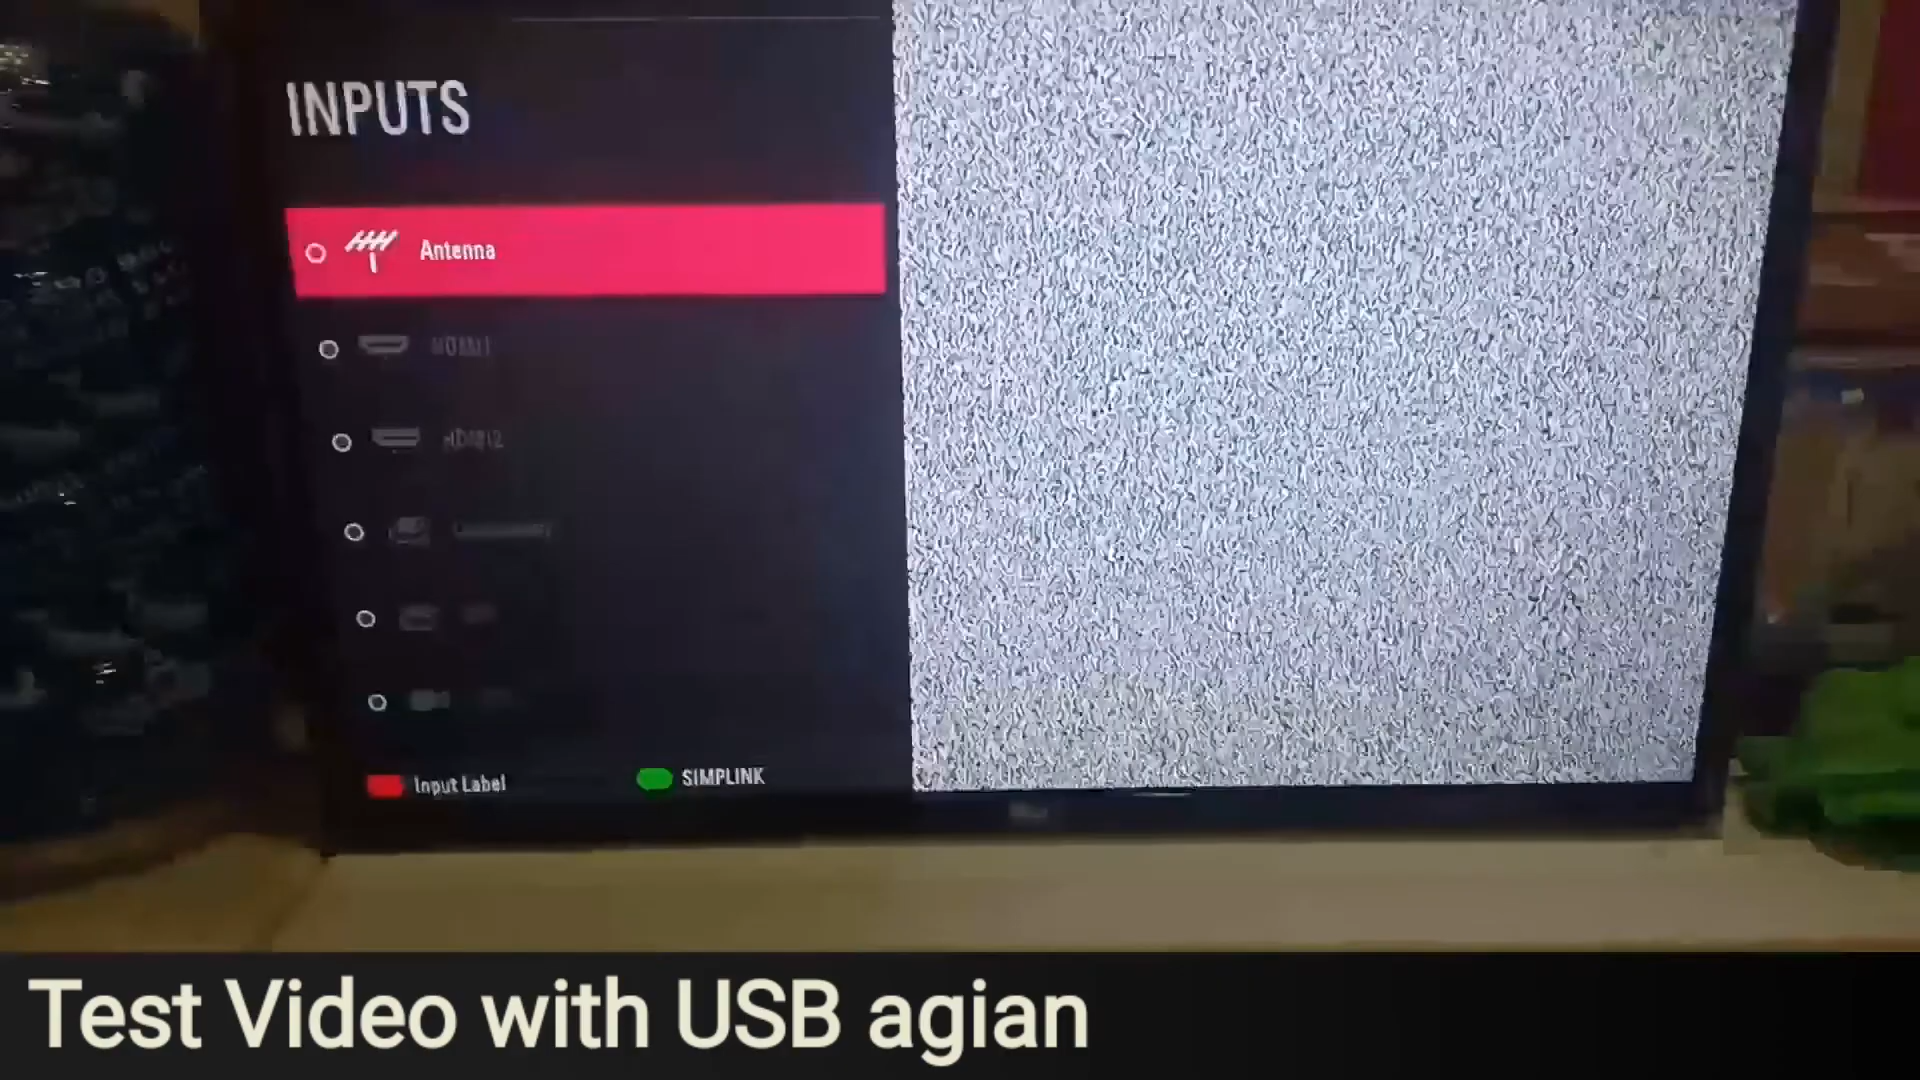 INPUTS
Antenna
HDMI1
HDMI2
Input Label
SIMPLINK
Test Video with USB agian